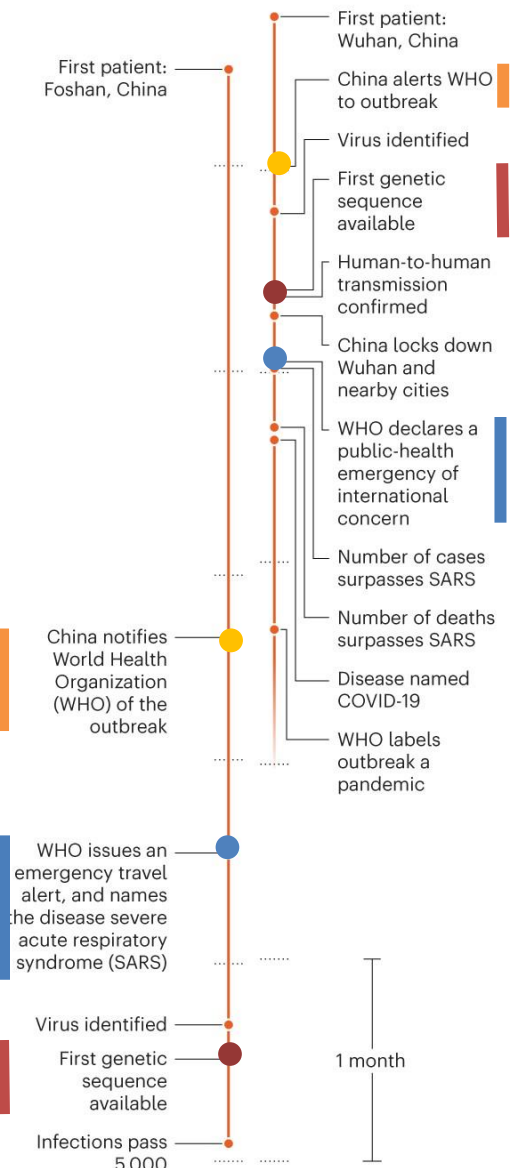 First patient:
Foshan, China
China notifies
World Health
Organization
(WHO) of the
outbreak
WHO issues an
emergency travel
alert, and names
the disease severe
acute respiratory
syndrome (SARS)
Virus identified
First genetic
sequence
available
Infections pass
5,000
First patient:
Wuhan, China
China alerts WHO
to outbreak
Virus identified
First genetic
sequence
available
Human-to-human
transmission
confirmed
China locks down
Wuhan and
nearby cities
WHO declares a
public-health
emergency of
international
concern
Number of cases
surpasses SARS
Number of deaths
surpasses SARS
Disease named
COVID-19
WHO labels
outbreak a
pandemic
1 month